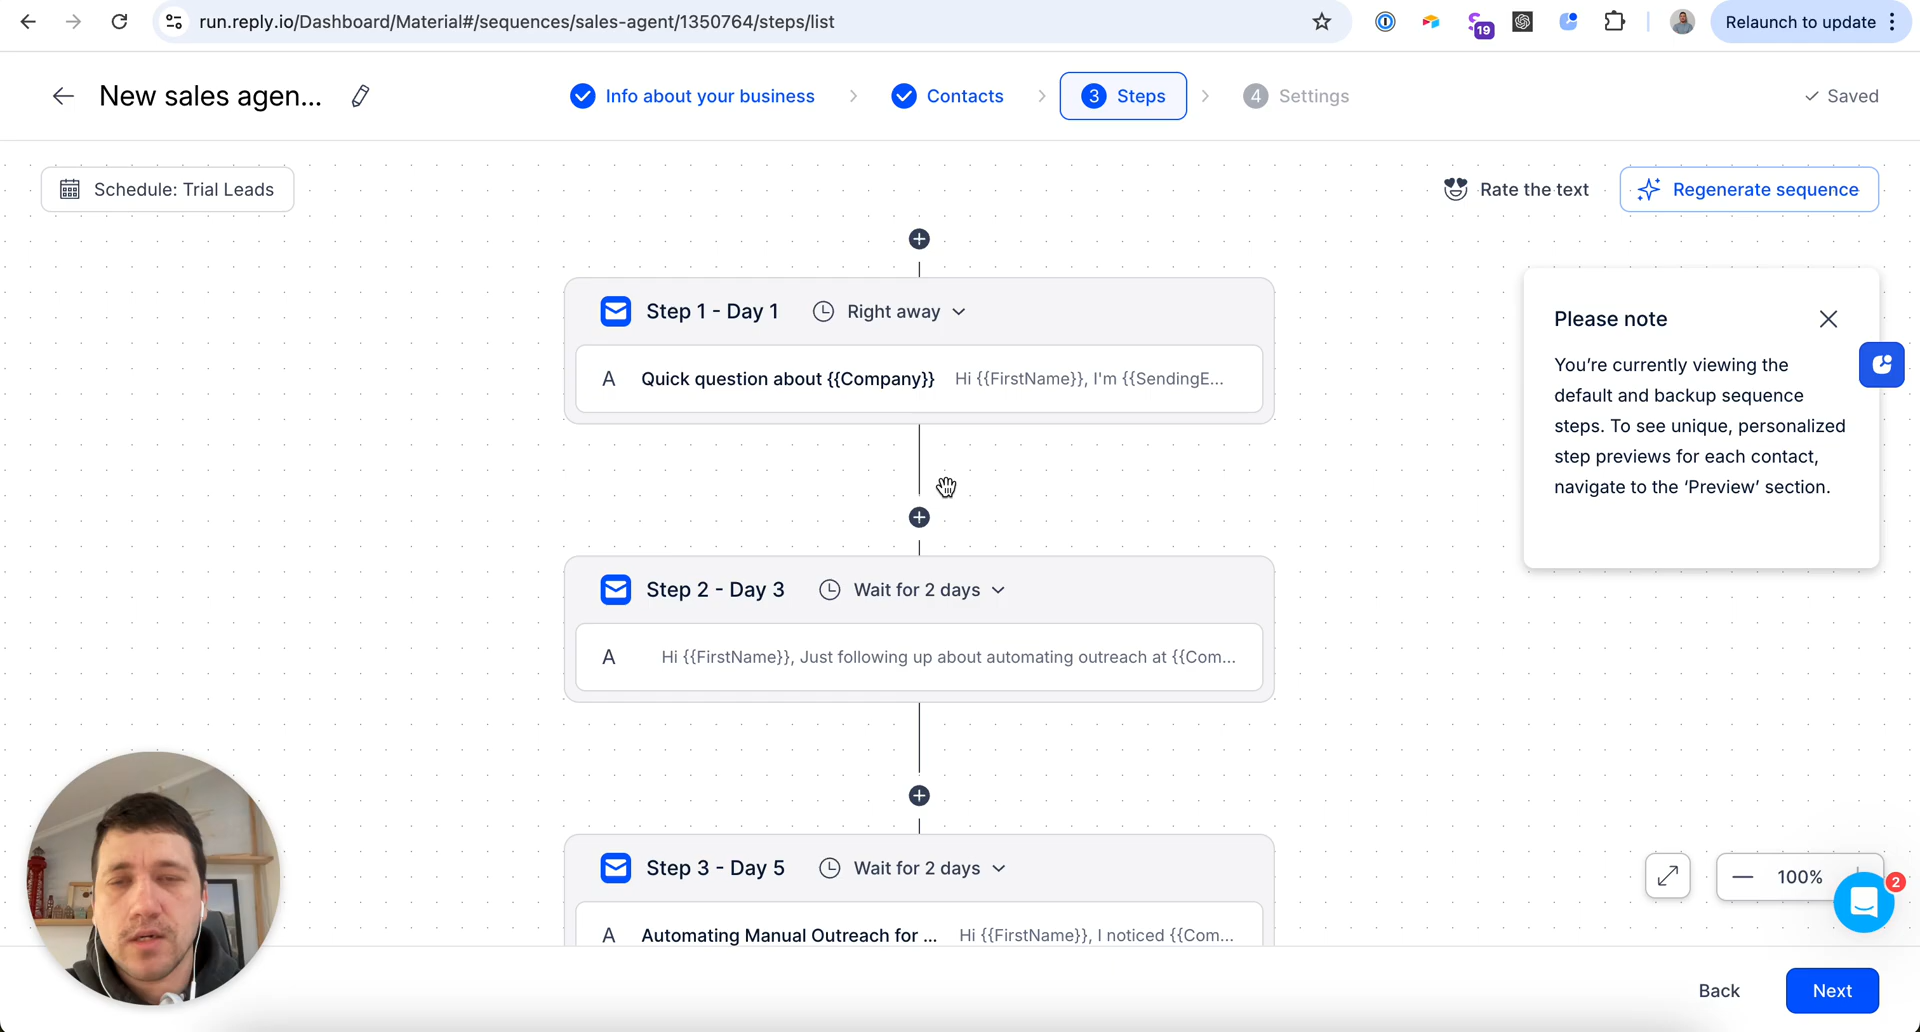 run.reply.io/Dashboard/Material#/sequences/sales-agent/1350764/steps/list
19
Relaunch to update
New sales agen...
Info about your business
Contacts
3 Steps
4 Settings
Saved
Schedule: Trial Leads
Rate the text
Regenerate sequence
Step 1 - Day 1
Right away
A Quick question about {{Company}} Hi {{FirstName}}, I'm {{SendingE...
Please note
You're currently viewing the
default and backup sequence
steps. To see unique, personalized
step previews for each contact,
navigate to the ‘Preview’ section.
Step 2 - Day 3
Wait for 2 days
A Hi {{FirstName}}, Just following up about automating outreach at {{Com...
Step 3 - Day 5
Wait for 2 days
A Automating Manual Outreach for ... Hi {{FirstName}}, I noticed {{Com...
100%
2
Back
Next